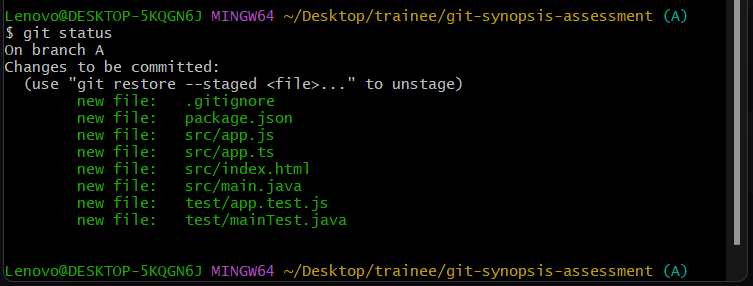 Lenovo@DESKTOP-5KQGN6J MINGW64 ~/Desktop/trainee/git-synopsis-assessment (A)
$ git status
On branch A
Changes to be committed:
  (use "git restore --staged <file>..." to unstage)
        new file:   .gitignore
        new file:   package.json
        new file:   src/app.js
        new file:   src/app.ts
        new file:   src/index.html
        new file:   src/main.java
        new file:   test/app.test.js
        new file:   test/mainTest.java
Lenovo@DESKTOP-5KQGN6J MINGW64 ~/Desktop/trainee/git-synopsis-assessment (A)